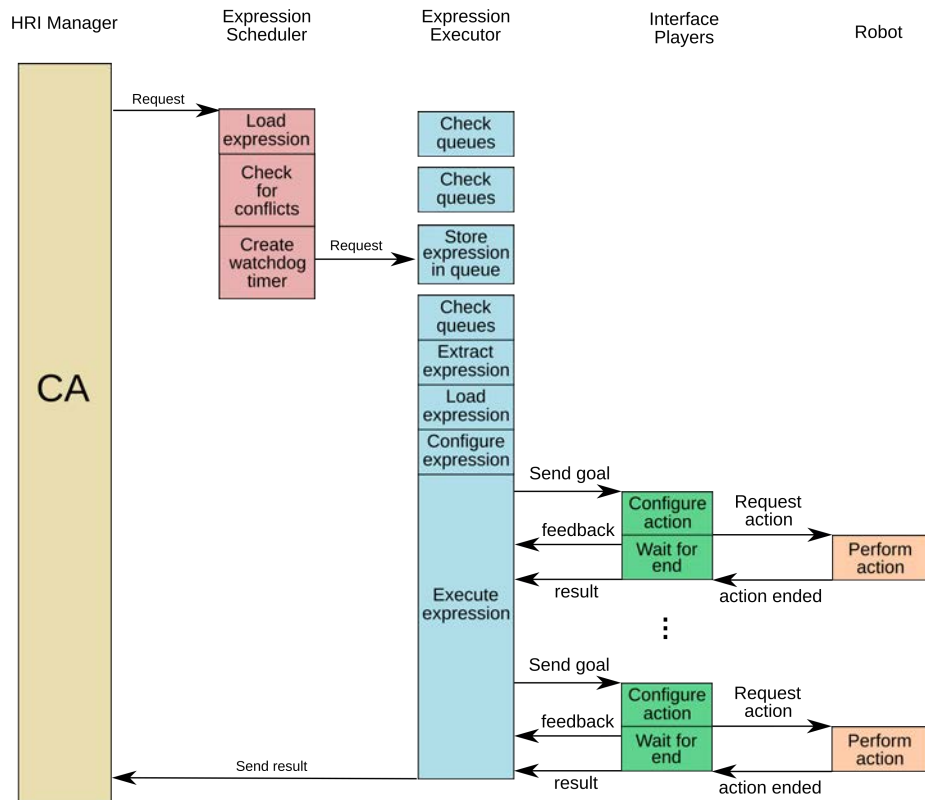 HRI Manager
Expression
Scheduler
Expression
Executor
Interface
Players
Robot
CA
Request
Load
expression
Check
for
conflicts
Create
watchdog
timer
Request
Check
queues
Check
queues
Store
expression
in queue
Check
queues
Extract
expression
Load
expression
Configure
expression
Execute
expression
Send goal
Configure
action
Request
action
feedback
Wait for
end
Perform
action
result
action ended
Send goal
Configure
action
Request
action
feedback
Wait for
end
Perform
action
result
action ended
Send result